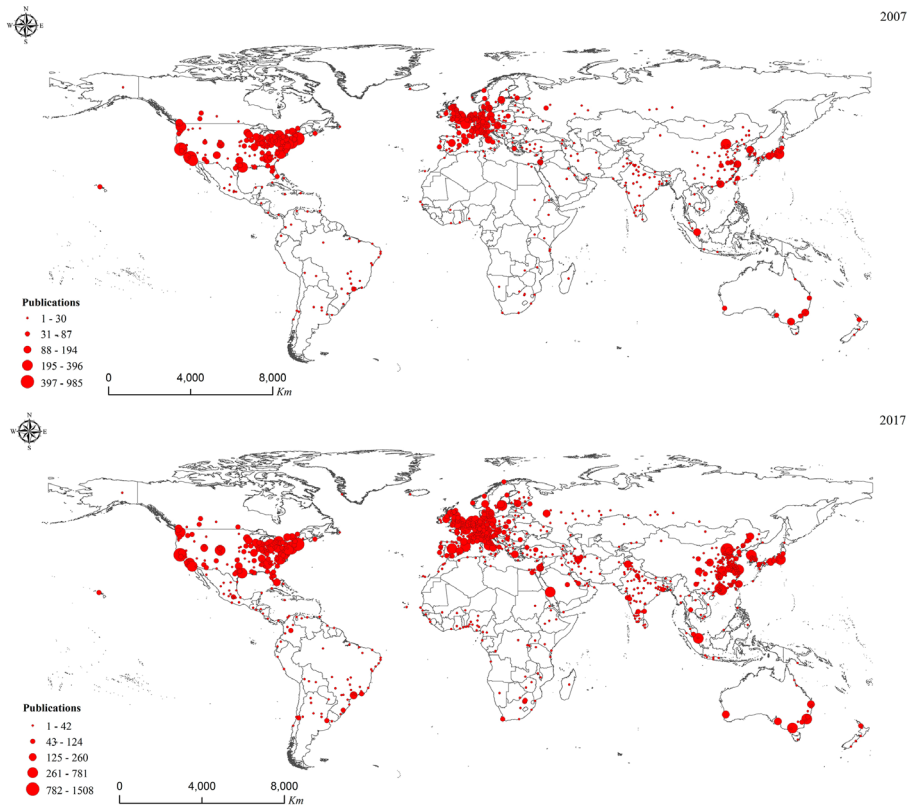 N
W E
S
2007
Publications
1 - 30
31 - 87
88 - 194
195 - 396
397 - 985
0 4,000 8,000
Km
N
W E
S
2017
Publications
1 - 42
43 - 124
125 - 260
261 - 781
782 - 1508
0 4,000 8,000
Km